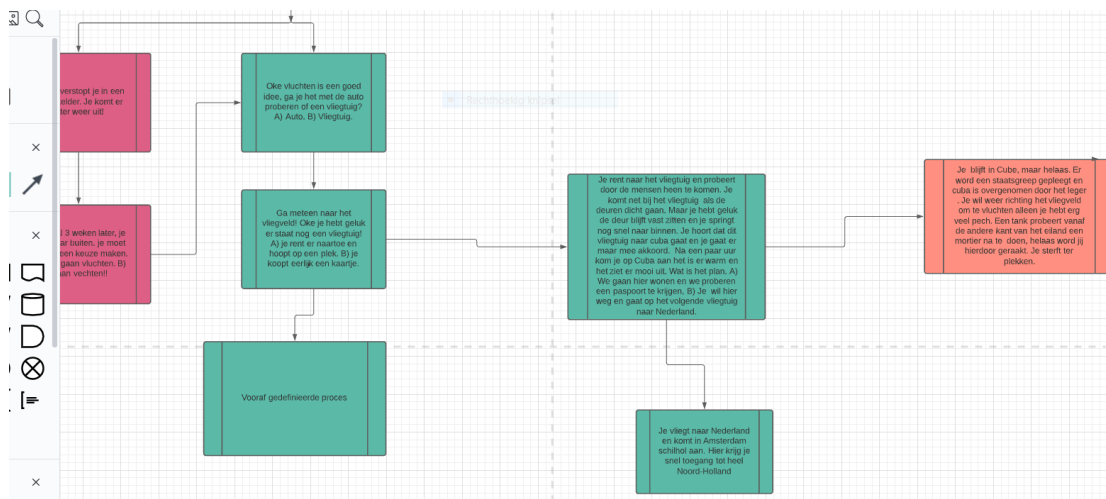 verstopt je in een
elder. Je komt er
ter weer uit!
Oke vluchten is een goed
idee, ga je het met de auto
proberen of een vliegtuig?
A) Auto. B) Vliegtuig.
Rechthoekig knipsel
3 weken later, je
ar buiten. je moet
een keuze maken.
gaan vluchten. B)
aan vechten!!
Ga meteen naar het
vliegveld! Oke je hebt geluk
er staat nog een vliegtuig!
A) je rent er naartoe en
hoopt op een plek. B) je
koopt eerlijk een kaartje.
Vooraf gedefinieerde proces
Je rent naar het vliegtuig en probeert
door de mensen heen te komen. Je
komt net bij het vliegtuig als de
deuren dicht gaan. Maar je hebt geluk
de deur blijft vast ziften en je springt
nog snel naar binnen. Je hoort dat dit
vliegtuig naar cuba gaat en je gaat er
maar mee akkoord. Na een paar uur
kom je op Cuba aan het is er warm en
het ziet er mooi uit. Wat is het plan. A)
We gaan hier wonen en we proberen
een paspoort te krijgen, B) Je wil hier
weg en gaat op het volgende vliegtuig
naar Nederland.
Je vliegt naar Nederland
en komt in Amsterdam
schilhol aan. Hier krijg je
snel toegang tot heel
Noord-Holland
Je blijft in Cube, maar helaas. Er
word een staatsgreep gepleegt en
cuba is overgenomen door het leger
. Je wil weer richting het vliegveld
om te vluchten alleen je hebt erg
veel pech. Een tank probeert vanaf
de andere kant van het eiland een
mortier na te doen, helaas word jij
hierdoor geraakt. Je sterft ter
plekken.